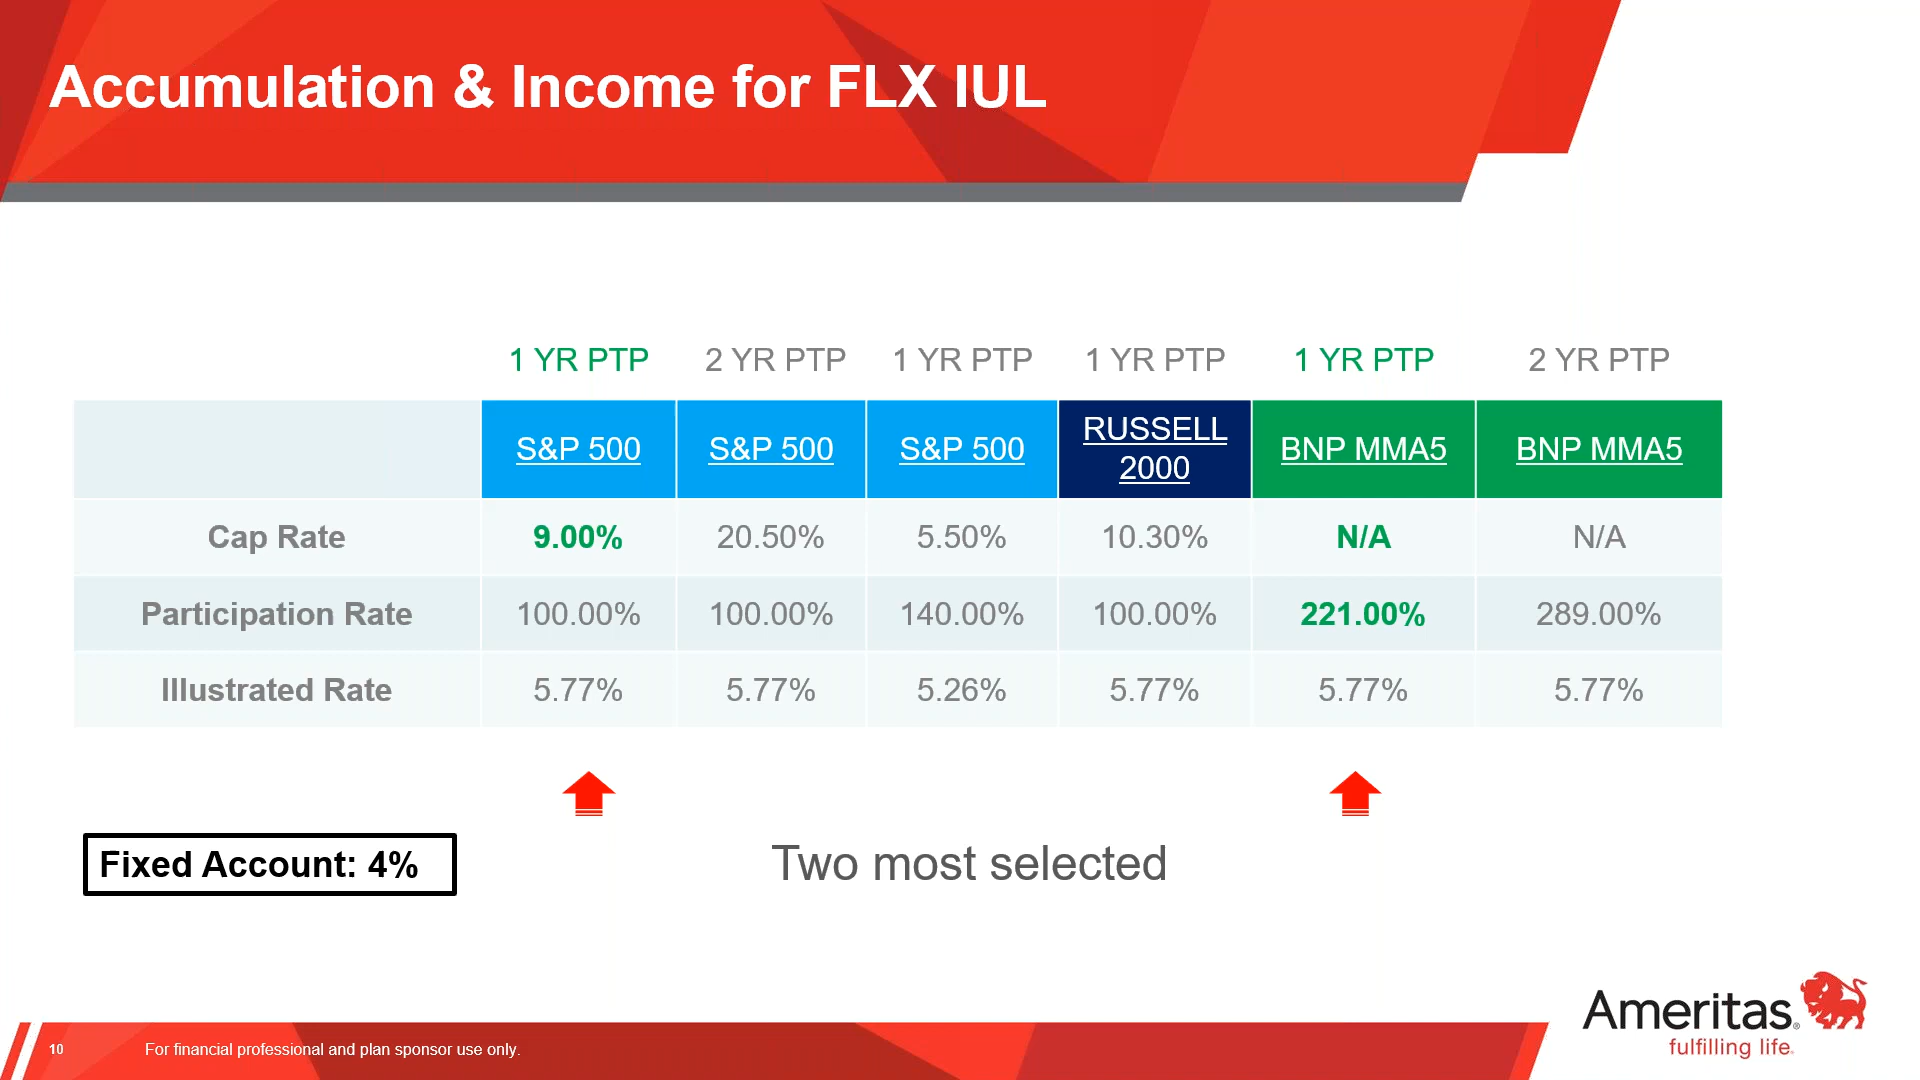 Accumulation & Income for FLX IUL
1 YR PTP 2 YR PTP 1 YR PTP 1 YR PTP 1 YR PTP 2 YR PTP
S&P 500 S&P 500 S&P 500 RUSSELL 2000 BNP MMA5 BNP MMA5
Cap Rate 9.00% 20.50% 5.50% 10.30% N/A N/A
Participation Rate 100.00% 100.00% 140.00% 100.00% 221.00% 289.00%
Illustrated Rate 5.77% 5.77% 5.26% 5.77% 5.77% 5.77%
Fixed Account: 4%
Two most selected
Ameritas®
fulfilling life.
10 For financial professional and plan sponsor use only.